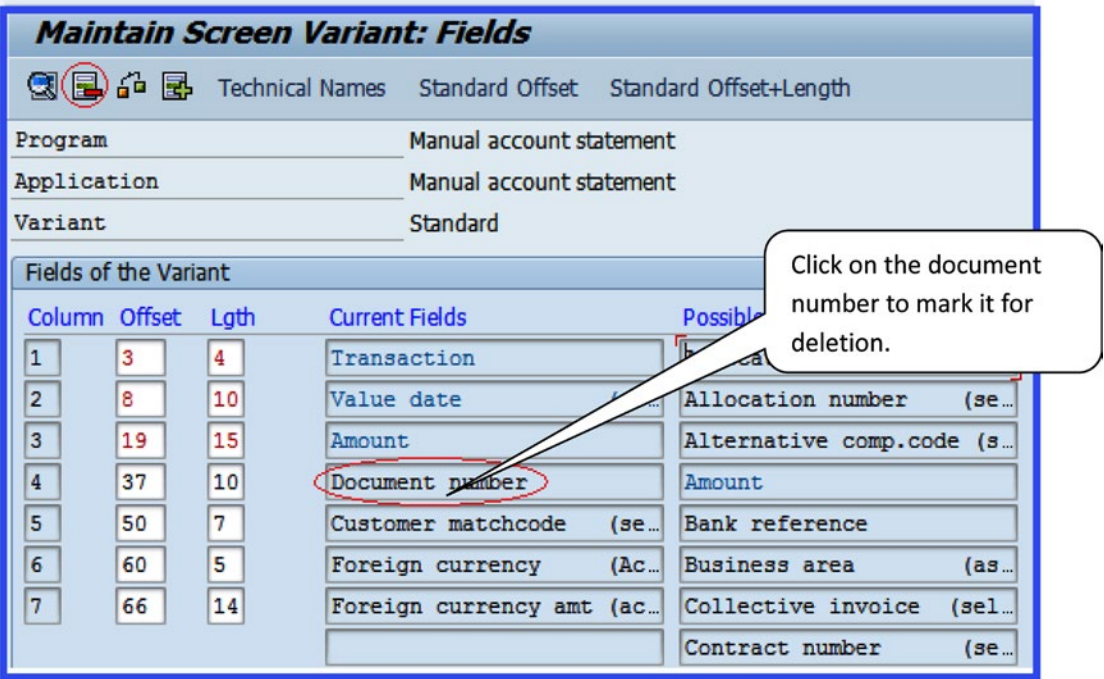 Maintain Screen Variant: Fields
Technical Names Standard Offset Standard Offset+Length
Program Manual account statement
Application Manual account statement
Variant Standard
Fields of the Variant
Click on the document
number to mark it for
deletion.
Column Offset Lgth Current Fields Possible
1 3 4 Transaction
2 8 10 Value date Allocation number (se…
3 19 15 Amount Alternative comp.code (s…
4 37 10 Document number Amount
5 50 7 Customer matchcode (se… Bank reference
6 60 5 Foreign currency (Ac… Business area (as…
7 66 14 Foreign currency amt (ac… Collective invoice (sel…
Contract number (se…